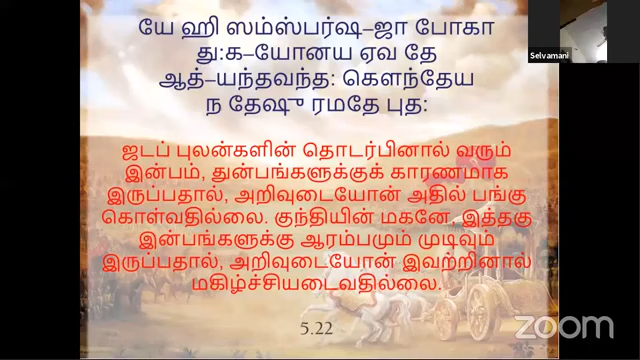 யே ஹி ஸம்ஸ்பர்ஷ–ஜா போகா
து:க–யோனய ஏவ தே
ஆத்–யந்தவந்த: கௌந்தேய
ந தேஷு ரமதே புத:
ஜடப் புலன்களின் தொடர்பினால் வரும்
இன்பம், துன்பங்களுக்குக் காரணமாக
இருப்பதால், அறிவுடையோன் அதில் பங்கு
கொள்வதில்லை. குந்தியின் மகனே, இத்தகு
இன்பங்களுக்கு ஆரம்பமும் முடிவும்
இருப்பதால், அறிவுடையோன் இவற்றினால்
மகிழ்ச்சியடைவதில்லை.
5.22
Selvamani
zoom